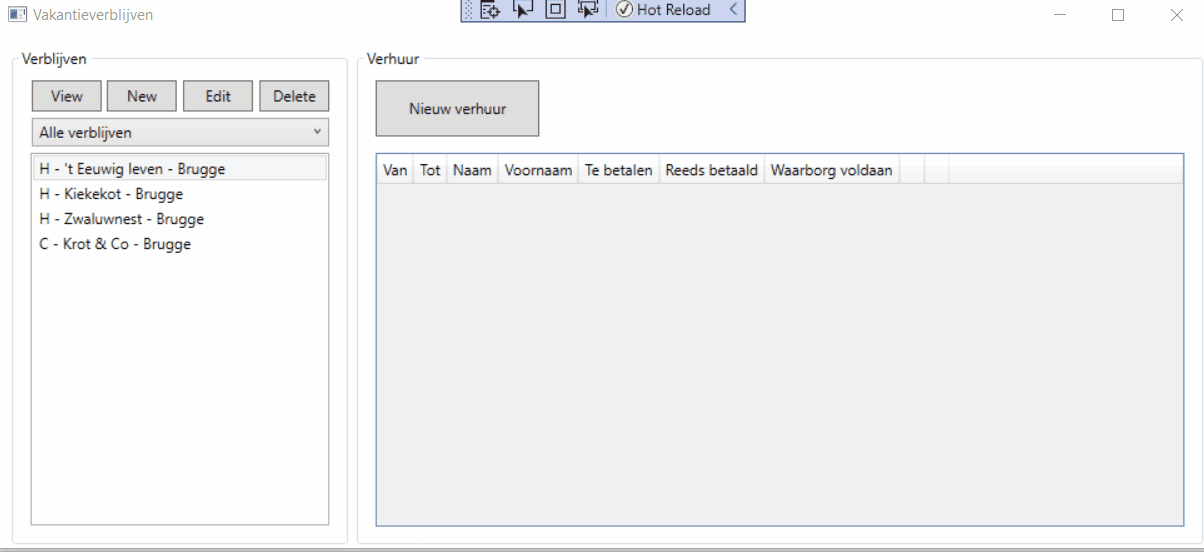 Vakantieverblijven
Hot Reload
Verblijven
View New Edit Delete
Alle verblijven
H - 't Eeuwig leven - Brugge
H - Kiekekot - Brugge
H - Zwaluwnest - Brugge
C - Krot & Co - Brugge
Verhuur
Nieuw verhuur
Van Tot Naam Voornaam Te betalen Reeds betaald Waarborg voldaan